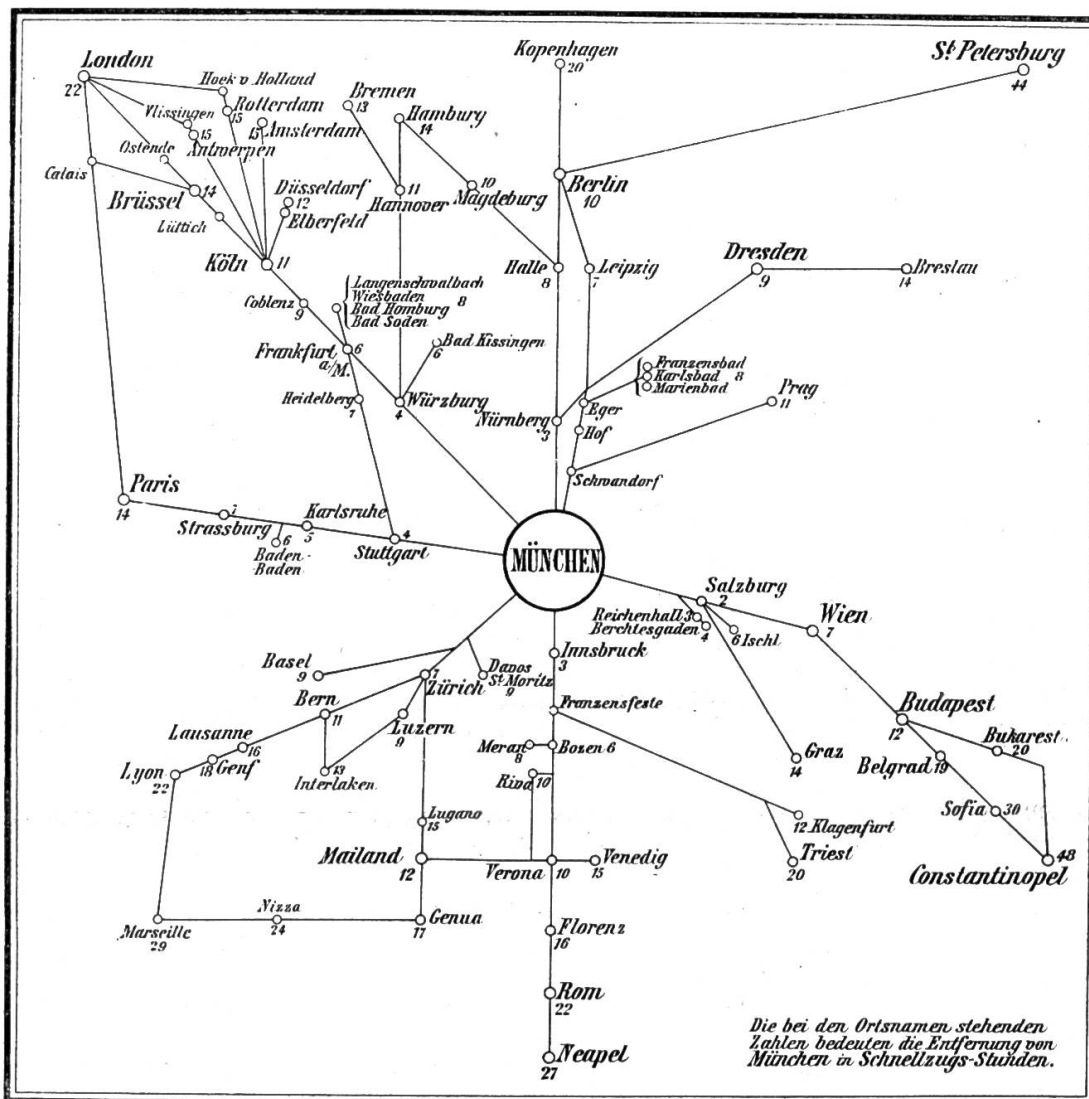 Kopenhagen
20
St. Petersburg
44
London
22
Hoek v. Holland
Rotterdam
15
Vlissingen
15
Antwerpen
15
Amsterdam
Ostende
Calais
Brüssel
14
Lüttich
Bremen
13
Hamburg
14
10
Magdeburg
11
Hannover
Berlin
10
Düsseldorf
12
Elberfeld
Köln
11
Halle
8
Leipzig
7
Dresden
9
Breslau
14
Coblenz
9
Langenschwalbach
Wiesbaden
Bad Homburg 8
Bad Soden
Frankfurt
a/M.
6
Bad Kissingen
6
Franzensbad
Karlsbad 8
Marienbad
Heidelberg
7
Würzburg
4
Nürnberg
3
Eger
Hof
Prag
11
Schwandorf
Paris
14
7
Strassburg
6
Baden-
Baden
Karlsruhe
5
4
Stuttgart
MÜNCHEN
Salzburg
2
Reichenhall 3
Berchtesgaden 4
6 Ischl
Wien
7
Innsbruck
3
Basel
9
Davos
St. Moritz
9
7
Zürich
Bern
11
Luzern
9
Franzensfeste
Budapest
12
Bukarest
20
Lausanne
16
18 Genf
Lyon
22
13
Interlaken
Meran
8
Bozen 6
Riva 10
Graz
14
Belgrad
19
Lugano
15
12 Klagenfurt
Sofia 30
Mailand
12
Verona 10
Venedig
15
Triest
20
48
Constantinopel
Marseille
29
Nizza
24
Genua
17
Florenz
16
Rom
22
Neapel
27
Die bei den Ortsnamen stehenden
Zahlen bedeuten die Entfernung von
München in Schnellzugs-Stunden.